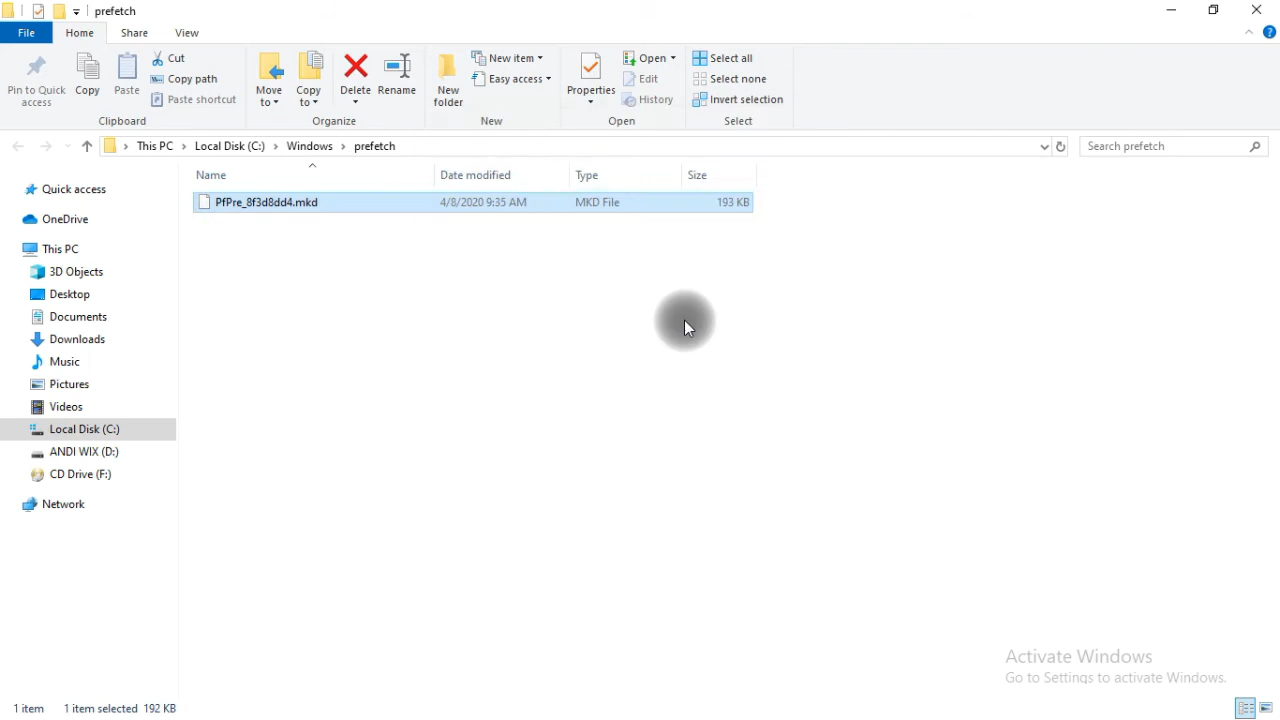 prefetch
File Home Share View
Pin to Quick access
Copy
Paste
Cut
Copy path
Paste shortcut
Clipboard
Move to
Copy to
Delete
Rename
Organize
New folder
New item
Easy access
New
Properties
Open
Edit
History
Open
Select all
Select none
Invert selection
Select
This PC Local Disk (C:) Windows prefetch
Search prefetch
Name Date modified Type Size
PfPre_8f3d8dd4.mkd 4/8/2020 9:35 AM MKD File 193 KB
Quick access
OneDrive
This PC
3D Objects
Desktop
Documents
Downloads
Music
Pictures
Videos
Local Disk (C:)
ANDI WIX (D:)
CD Drive (F:)
Network
Activate Windows
Go to Settings to activate Windows.
1 item 1 item selected 192 KB